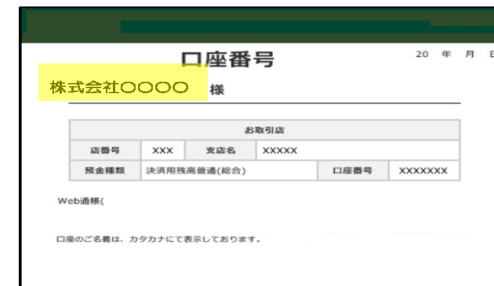 口座番号
20 年 月 日
株式会社〇〇〇〇 様
お取引店
店番号 XXX 支店名 XXXXX
預金種類 決済用残高普通(総合) 口座番号 XXXXXXX
Web通帳(
口座のご名義は、カタカナにて表示しております。